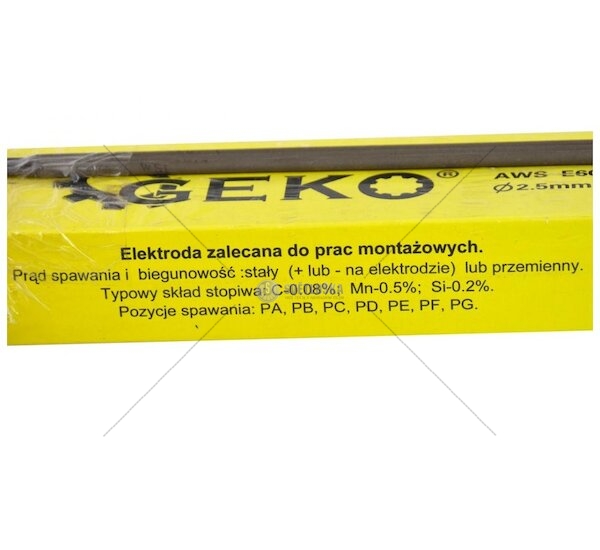 GEKO®
AWS
Ø2.5mm
Elektroda zalecana do prac montażowych.
Prąd spawania i biegunowość :stały (+ lub - na elektrodzie) lub przemienny.
Typowy skład stopiwa: C-0.08%; Mn-0.5%; Si-0.2%.
Pozycje spawania: PA, PB, PC, PD, PE, PF, PG.